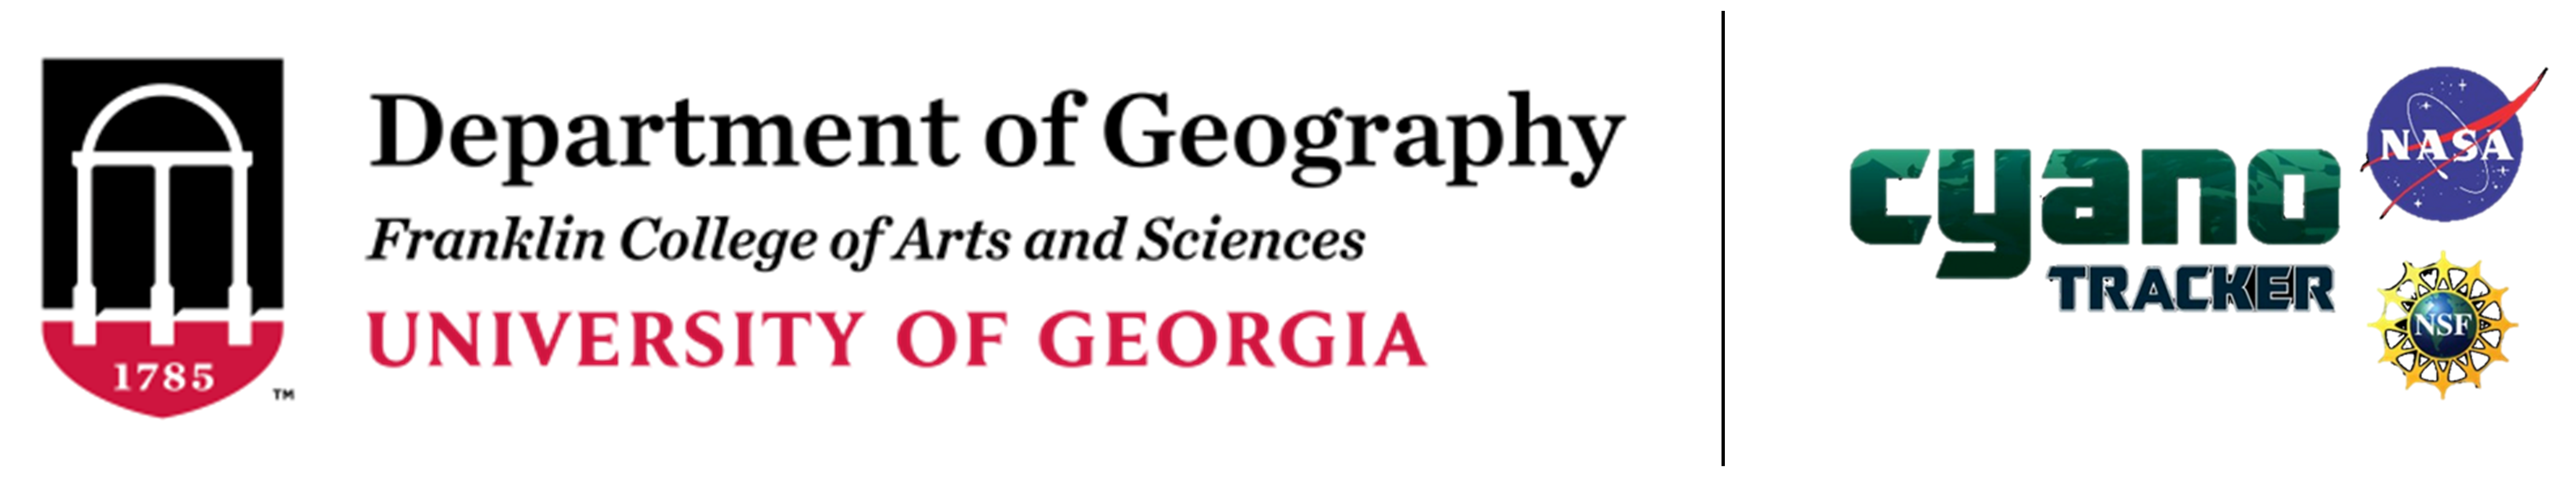 1785
TM
Department of Geography
Franklin College of Arts and Sciences
UNIVERSITY OF GEORGIA
cyano
TRACKER
NASA
NSF